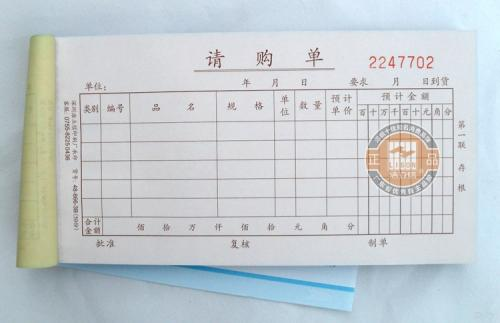 请购单
2247702
单位: 年 月 日 要求 月 日到货
类别 编号 品名 规格 单位 数量 预计单价 预计金额
百 十 万 千 百 十 元 角 分
合计金额 佰 拾 万 仟 佰 拾 元 角 分
批准 复核 制单
第一联 存根